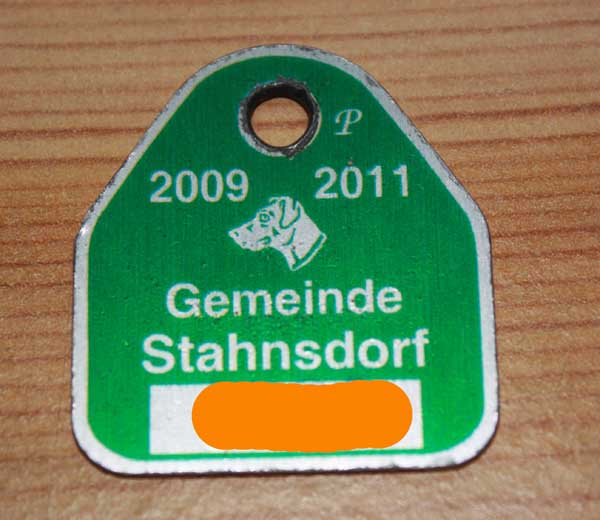 P
2009 2011
Gemeinde
Stahnsdorf